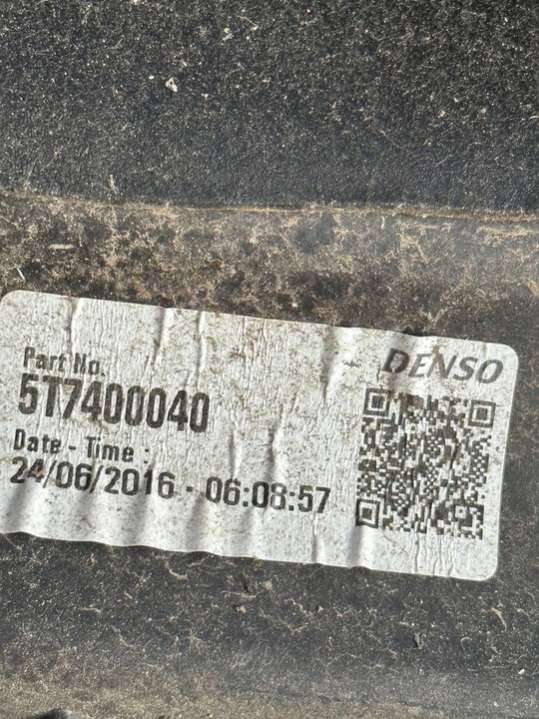 DENSO
Part No.
5T7400040
Date - Time :
24/06/2016 - 06:08:57